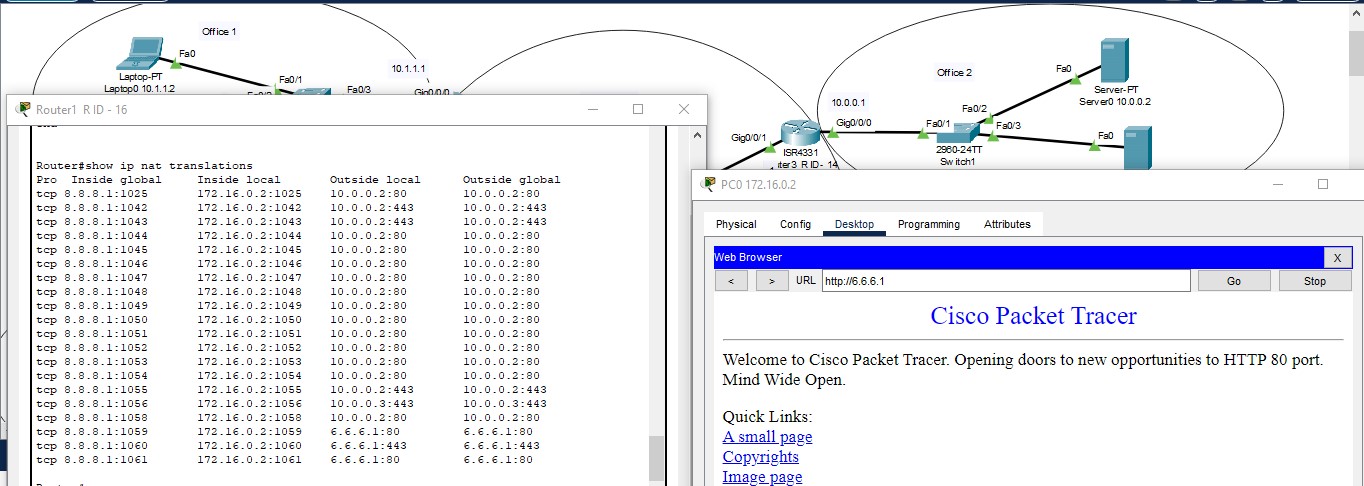 Office 1
Fa0
Laptop-PT
Laptop0 10.1.1.2
Fa0/1
Fa0/3
10.1.1.1
Office 2
Fa0
Server-PT
Server0 10.0.0.2
10.0.0.1
Gig0/0/1
Gig0/0/0
ISR4331
Fa0/1
Fa0/2
Fa0/3
2960-24TT
Switch1
Fa0
Router1 R ID - 16
Router#show ip nat translations
Pro Inside global Inside local Outside local Outside global
tcp 8.8.8.1:1025 172.16.0.2:1025 10.0.0.2:80 10.0.0.2:80
tcp 8.8.8.1:1042 172.16.0.2:1042 10.0.0.2:443 10.0.0.2:443
tcp 8.8.8.1:1043 172.16.0.2:1043 10.0.0.2:443 10.0.0.2:443
tcp 8.8.8.1:1044 172.16.0.2:1044 10.0.0.2:80 10.0.0.2:80
tcp 8.8.8.1:1045 172.16.0.2:1045 10.0.0.2:80 10.0.0.2:80
tcp 8.8.8.1:1046 172.16.0.2:1046 10.0.0.2:80 10.0.0.2:80
tcp 8.8.8.1:1047 172.16.0.2:1047 10.0.0.2:80 10.0.0.2:80
tcp 8.8.8.1:1048 172.16.0.2:1048 10.0.0.2:80 10.0.0.2:80
tcp 8.8.8.1:1049 172.16.0.2:1049 10.0.0.2:80 10.0.0.2:80
tcp 8.8.8.1:1050 172.16.0.2:1050 10.0.0.2:80 10.0.0.2:80
tcp 8.8.8.1:1051 172.16.0.2:1051 10.0.0.2:80 10.0.0.2:80
tcp 8.8.8.1:1052 172.16.0.2:1052 10.0.0.2:80 10.0.0.2:80
tcp 8.8.8.1:1053 172.16.0.2:1053 10.0.0.2:80 10.0.0.2:80
tcp 8.8.8.1:1054 172.16.0.2:1054 10.0.0.2:80 10.0.0.2:80
tcp 8.8.8.1:1055 172.16.0.2:1055 10.0.0.2:443 10.0.0.2:443
tcp 8.8.8.1:1056 172.16.0.2:1056 10.0.0.3:443 10.0.0.3:443
tcp 8.8.8.1:1058 172.16.0.2:1058 10.0.0.2:80 10.0.0.2:80
tcp 8.8.8.1:1059 172.16.0.2:1059 6.6.6.1:80 6.6.6.1:80
tcp 8.8.8.1:1060 172.16.0.2:1060 6.6.6.1:443 6.6.6.1:443
tcp 8.8.8.1:1061 172.16.0.2:1061 6.6.6.1:80 6.6.6.1:80
PC0 172.16.0.2
Physical Config Desktop Programming Attributes
Web Browser X
< > URL http://6.6.6.1 Go Stop
Cisco Packet Tracer
Welcome to Cisco Packet Tracer. Opening doors to new opportunities to HTTP 80 port.
Mind Wide Open.
Quick Links:
A small page
Copyrights
Image page